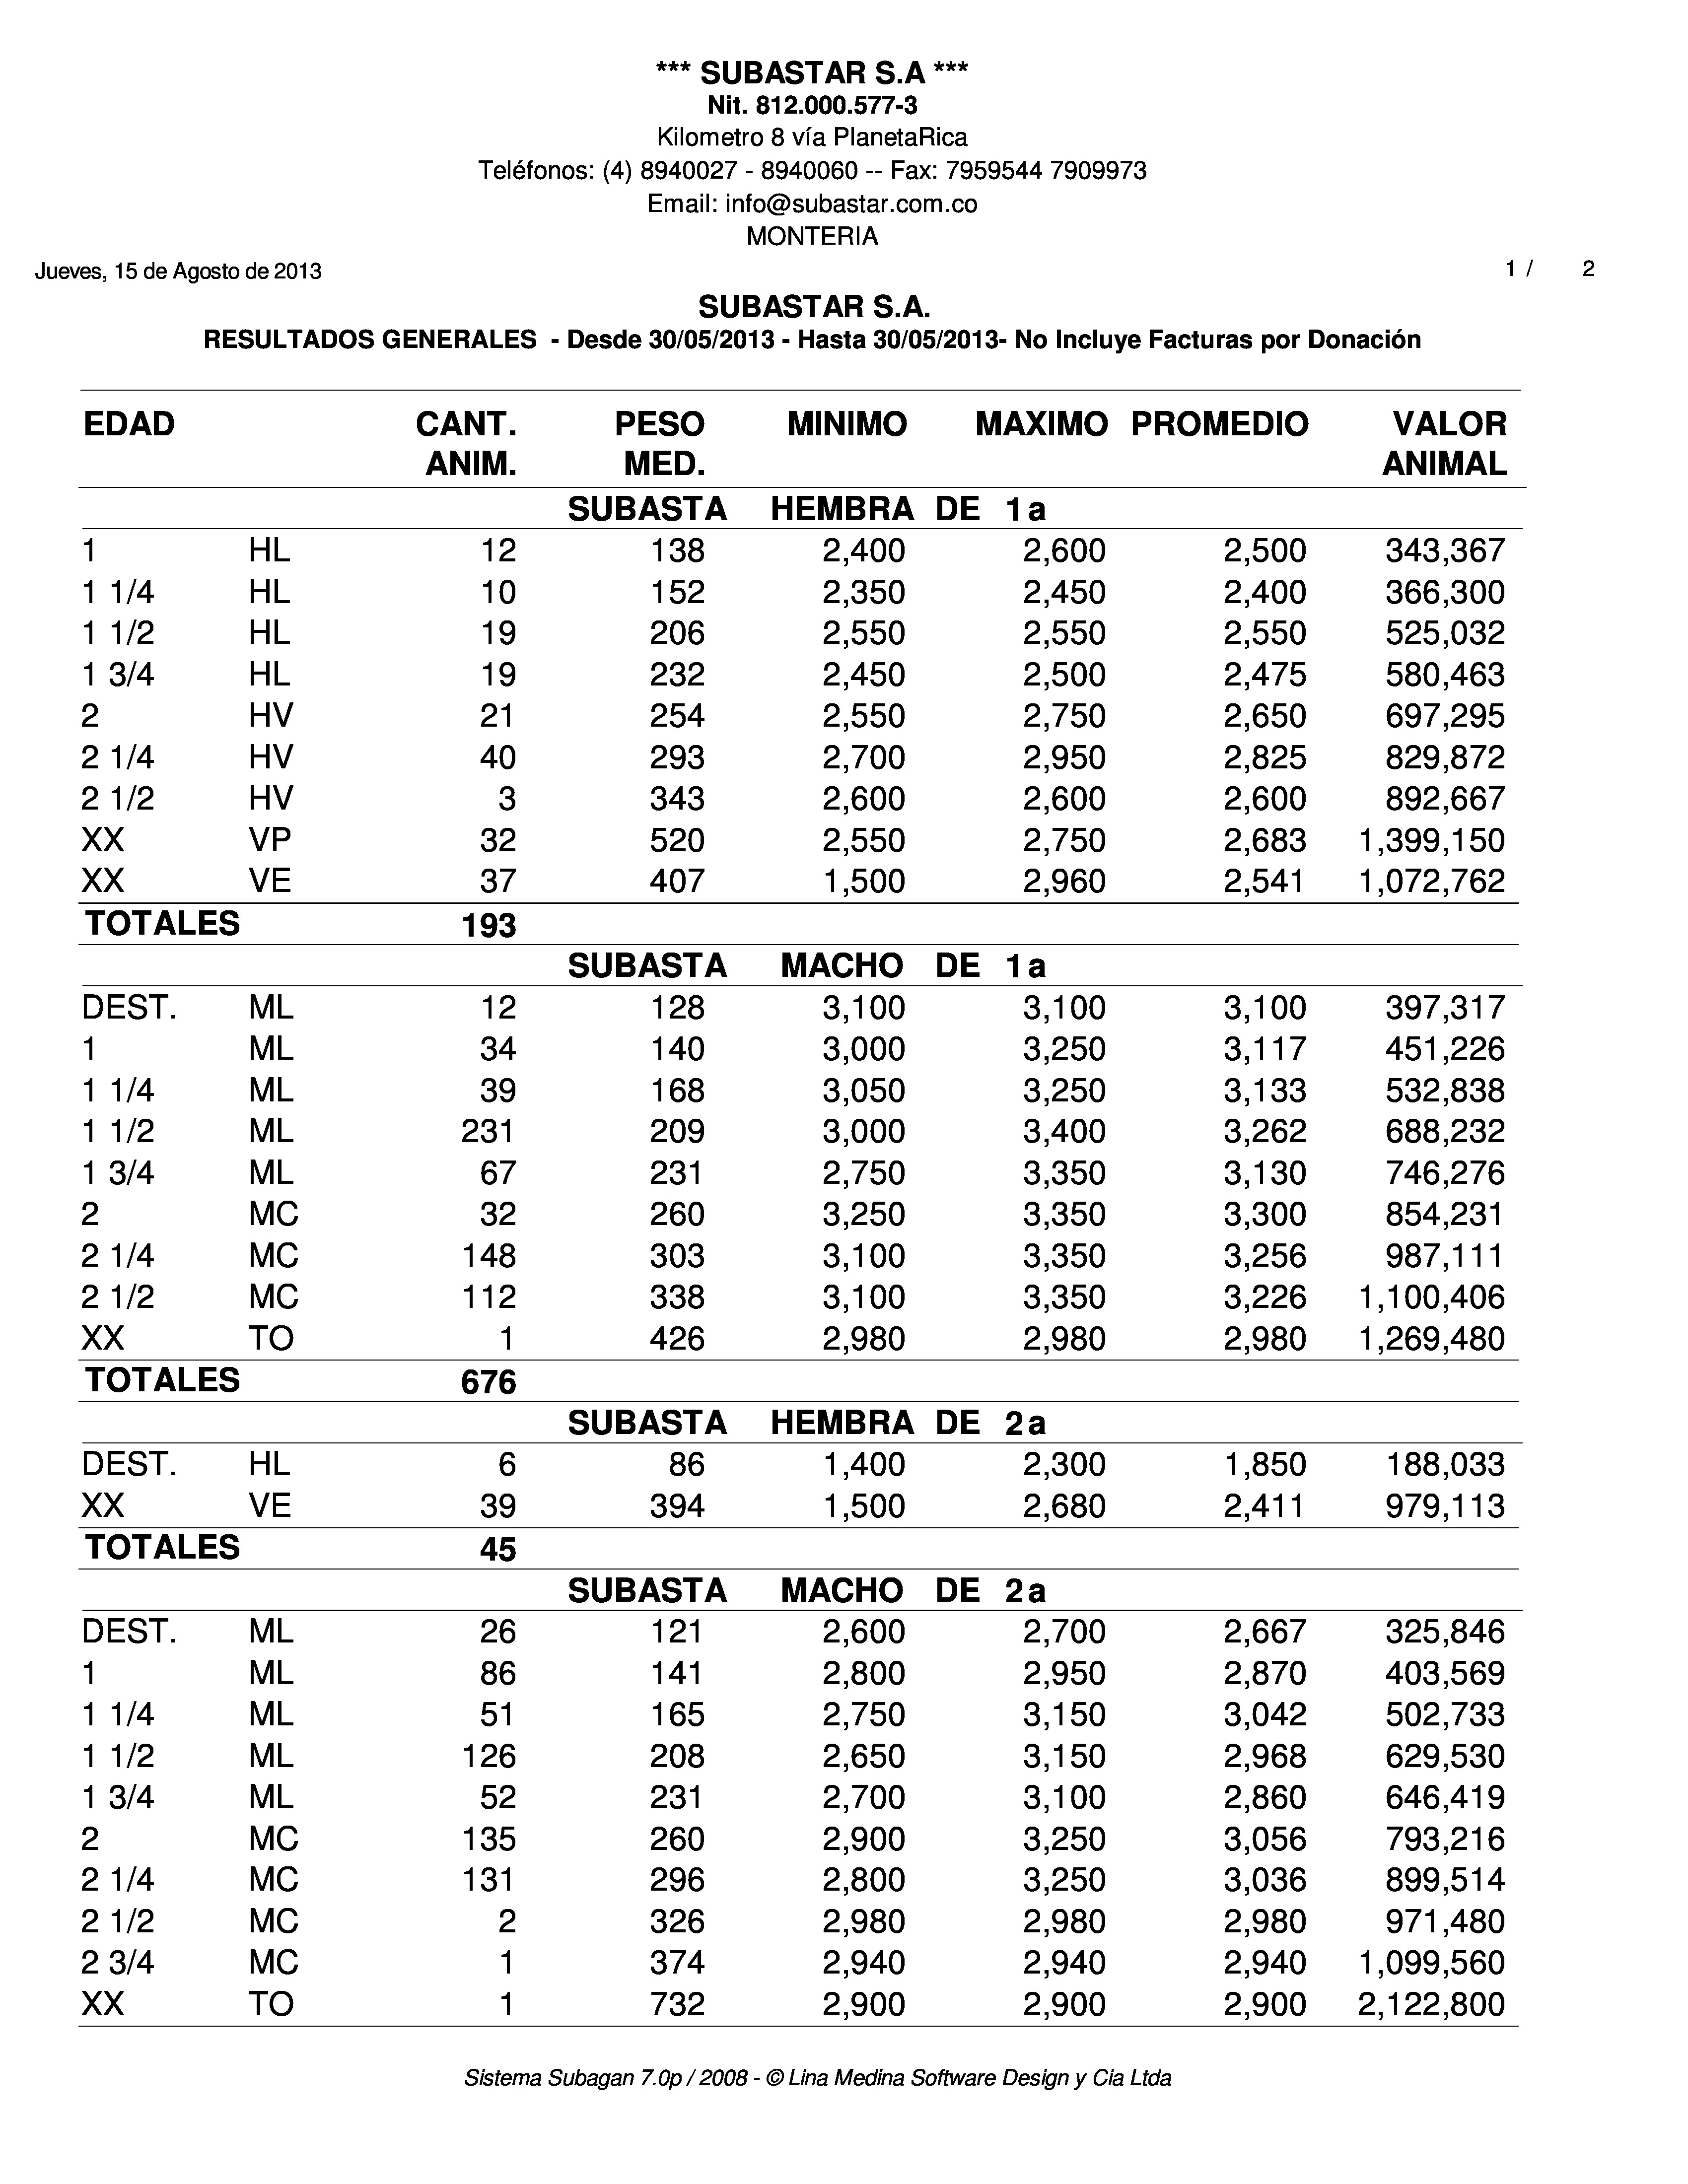 *** SUBASTAR S.A ***
Nit. 812.000.577-3
Kilometro 8 vía PlanetaRica
Teléfonos: (4) 8940027 - 8940060 -- Fax: 7959544 7909973
Email: info@subastar.com.co
MONTERIA
Jueves, 15 de Agosto de 2013 1 / 2
SUBASTAR S.A.
RESULTADOS GENERALES - Desde 30/05/2013 - Hasta 30/05/2013- No Incluye Facturas por Donación
EDAD CANT. PESO MINIMO MAXIMO PROMEDIO VALOR
ANIM. MED. ANIMAL
SUBASTA HEMBRA DE 1a
1 HL 12 138 2,400 2,600 2,500 343,367
1 1/4 HL 10 152 2,350 2,450 2,400 366,300
1 1/2 HL 19 206 2,550 2,550 2,550 525,032
1 3/4 HL 19 232 2,450 2,500 2,475 580,463
2 HV 21 254 2,550 2,750 2,650 697,295
2 1/4 HV 40 293 2,700 2,950 2,825 829,872
2 1/2 HV 3 343 2,600 2,600 2,600 892,667
XX VP 32 520 2,550 2,750 2,683 1,399,150
XX VE 37 407 1,500 2,960 2,541 1,072,762
TOTALES 193
SUBASTA MACHO DE 1a
DEST. ML 12 128 3,100 3,100 3,100 397,317
1 ML 34 140 3,000 3,250 3,117 451,226
1 1/4 ML 39 168 3,050 3,250 3,133 532,838
1 1/2 ML 231 209 3,000 3,400 3,262 688,232
1 3/4 ML 67 231 2,750 3,350 3,130 746,276
2 MC 32 260 3,250 3,350 3,300 854,231
2 1/4 MC 148 303 3,100 3,350 3,256 987,111
2 1/2 MC 112 338 3,100 3,350 3,226 1,100,406
XX TO 1 426 2,980 2,980 2,980 1,269,480
TOTALES 676
SUBASTA HEMBRA DE 2a
DEST. HL 6 86 1,400 2,300 1,850 188,033
XX VE 39 394 1,500 2,680 2,411 979,113
TOTALES 45
SUBASTA MACHO DE 2a
DEST. ML 26 121 2,600 2,700 2,667 325,846
1 ML 86 141 2,800 2,950 2,870 403,569
1 1/4 ML 51 165 2,750 3,150 3,042 502,733
1 1/2 ML 126 208 2,650 3,150 2,968 629,530
1 3/4 ML 52 231 2,700 3,100 2,860 646,419
2 MC 135 260 2,900 3,250 3,056 793,216
2 1/4 MC 131 296 2,800 3,250 3,036 899,514
2 1/2 MC 2 326 2,980 2,980 2,980 971,480
2 3/4 MC 1 374 2,940 2,940 2,940 1,099,560
XX TO 1 732 2,900 2,900 2,900 2,122,800
Sistema Subagan 7.0p / 2008 - © Lina Medina Software Design y Cia Ltda